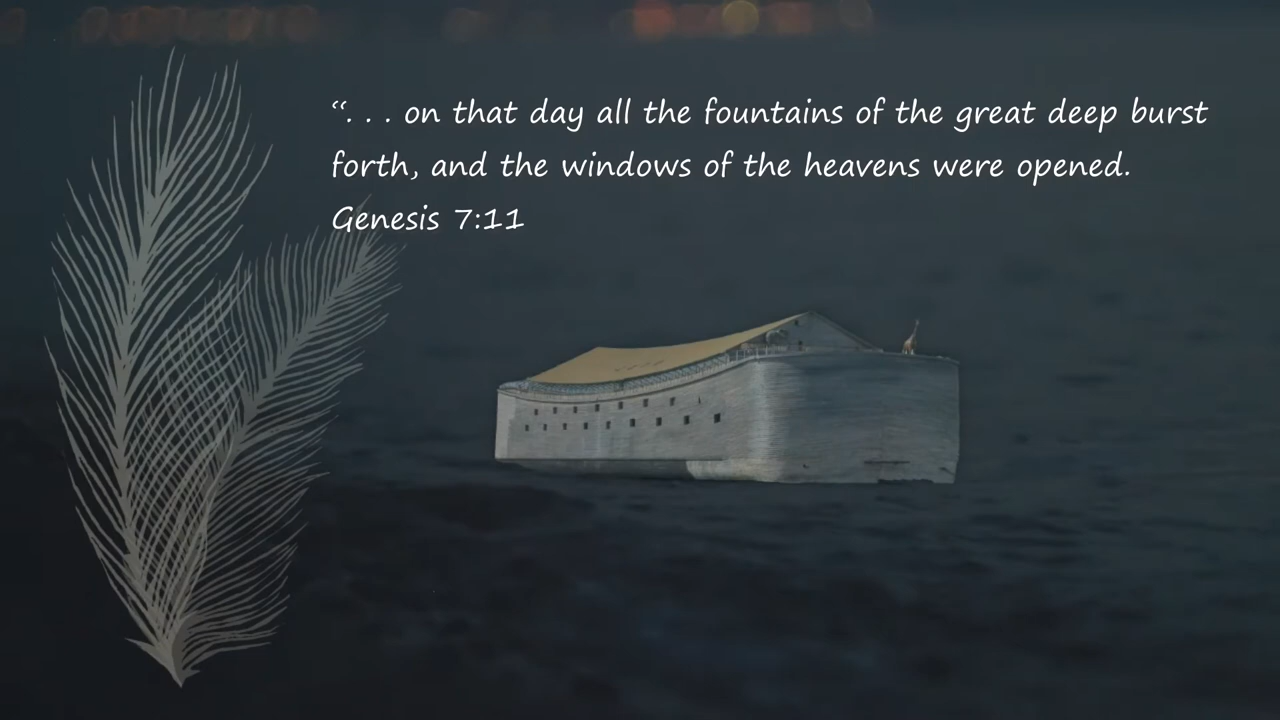 “. . . on that day all the fountains of the great deep burst
forth, and the windows of the heavens were opened.
Genesis 7:11